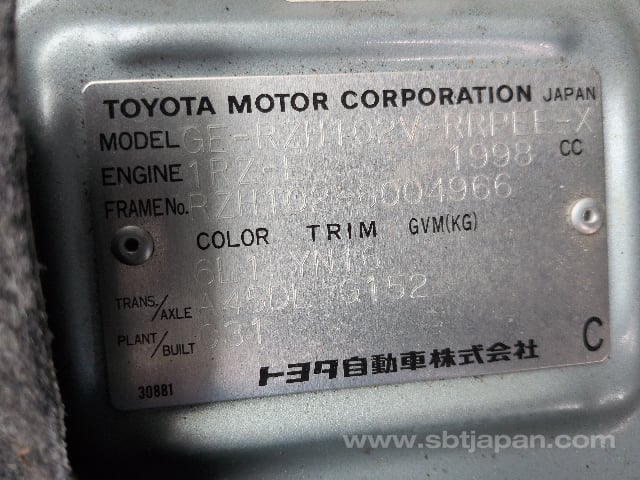 TOYOTA MOTOR CORPORATION JAPAN
MODEL GE-RZH102V-RRPEE-X
ENGINE 1RZ-E 1998 CC
FRAME No. RZH102-0004966
COLOR TRIM GVM(KG)
6L1
TRANS./AXLE G152
PLANT/BUILT
トヨタ自動車株式会社 C
30881
www.sbtjapan.com